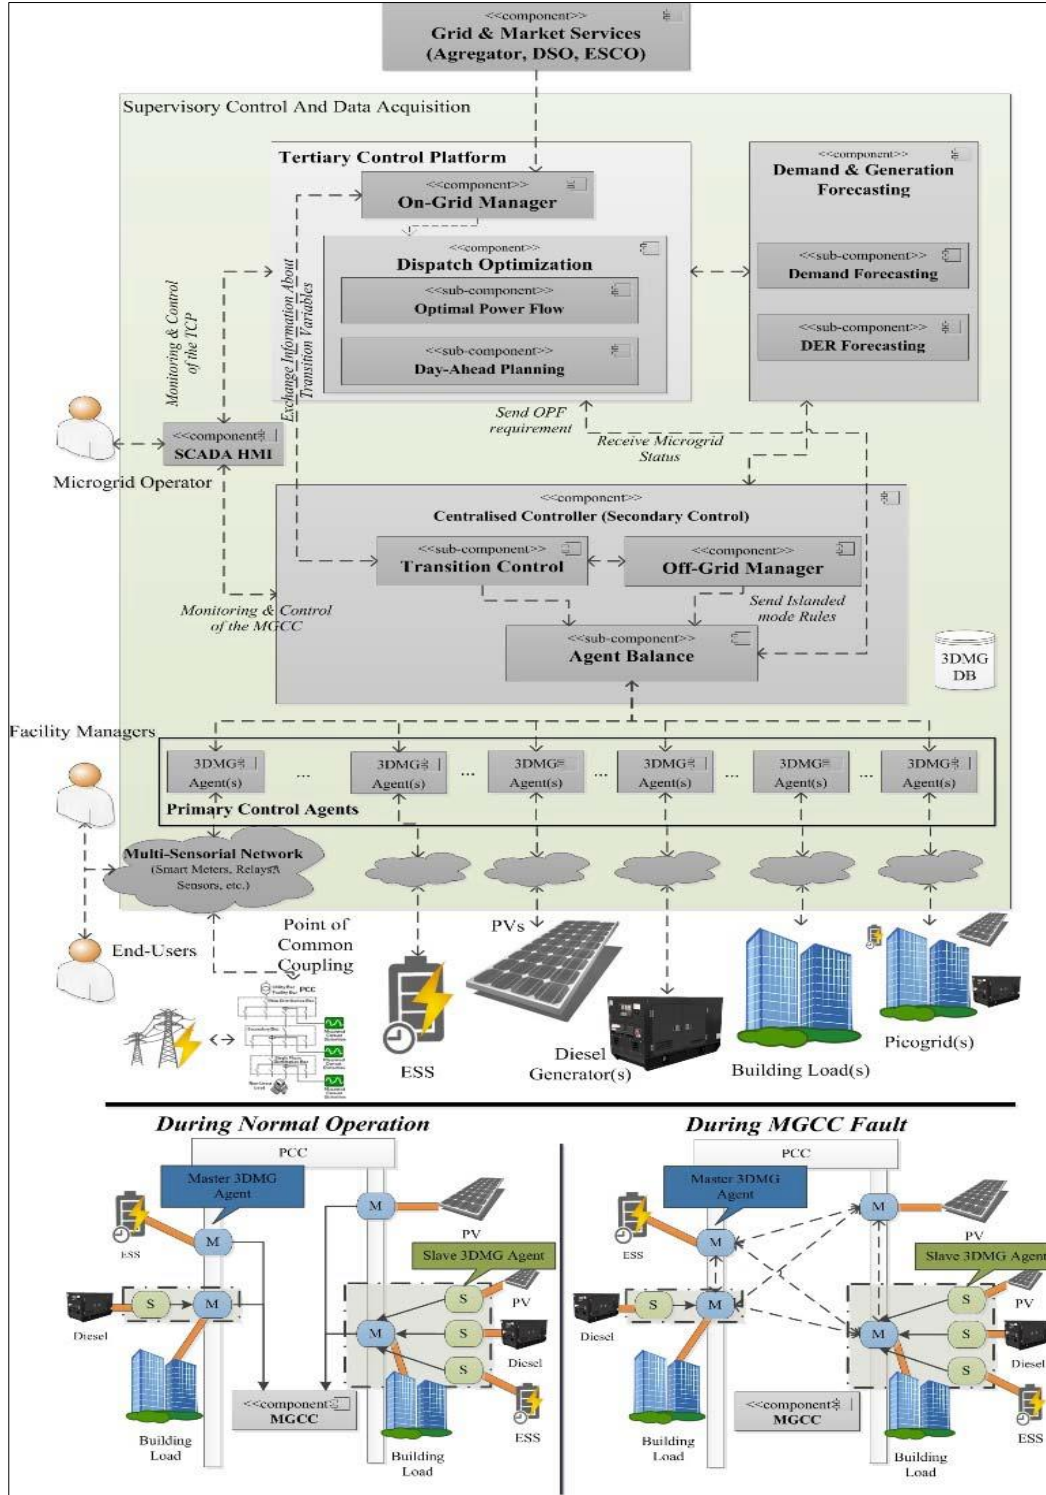 <<component>>
Grid & Market Services
(Agregator, DSO, ESCO)
Supervisory Control And Data Acquisition
Tertiary Control Platform
<<component>>
On-Grid Manager
<<component>>
Dispatch Optimization
<<sub-component>>
Optimal Power Flow
<<sub-component>>
Day-Ahead Planning
<<component>>
Demand & Generation
Forecasting
<<sub-component>>
Demand Forecasting
<<sub-component>>
DER Forecasting
Monitoring & Control
of the TCP
Exchange Information About
Transition Variables
Send OPF
requirement
Receive Microgrid
Status
<<component>>
SCADA HMI
Microgrid Operator
Monitoring & Control
of the MGCC
<<component>>
Centralised Controller (Secondary Control)
<<sub-component>>
Transition Control
<<component>>
Off-Grid Manager
Send Islanded
mode Rules
<<sub-component>>
Agent Balance
3DMG
DB
Facility Managers
3DMG
Agent(s)
...
3DMG
Agent(s)
...
3DMG
Agent(s)
...
3DMG
Agent(s)
...
3DMG
Agent(s)
...
3DMG
Agent(s)
Primary Control Agents
Multi-Sensorial Network
(Smart Meters, Relays,
Sensors, etc.)
End-Users
Point of
Common
Coupling
PCC
ESS
PVs
Diesel
Generator(s)
Building Load(s)
Picogrid(s)
During Normal Operation
PCC
Master 3DMG
Agent
M
M
ESS
PV
Slave 3DMG Agent
S
M
S
PV
Diesel
M
S
Diesel
S
<<component>>
MGCC
ESS
Building
Load
Building
Load
During MGCC Fault
PCC
Master 3DMG
Agent
M
M
ESS
PV
Slave 3DMG Agent
S
M
S
PV
Diesel
M
S
Diesel
S
<<component>>
MGCC
ESS
Building
Load
Building
Load